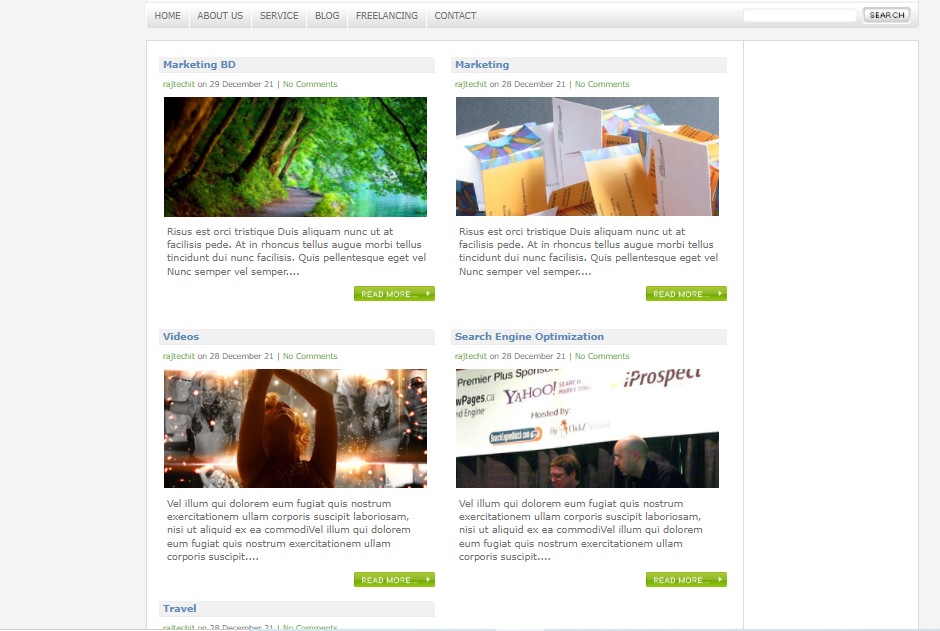 HOME ABOUT US SERVICE BLOG FREELANCING CONTACT SEARCH
Marketing BD
rajtechit on 29 December 21 | No Comments
Risus est orci tristique Duis aliquam nunc ut at
facilisis pede. At in rhoncus tellus augue morbi tellus
tincidunt dui nunc facilisis. Quis pellentesque eget vel
Nunc semper vel semper....
READ MORE...
Marketing
rajtechit on 28 December 21 | No Comments
Risus est orci tristique Duis aliquam nunc ut at
facilisis pede. At in rhoncus tellus augue morbi tellus
tincidunt dui nunc facilisis. Quis pellentesque eget vel
Nunc semper vel semper....
READ MORE...
Videos
rajtechit on 28 December 21 | No Comments
Vel illum qui dolorem eum fugiat quis nostrum
exercitationem ullam corporis suscipit laboriosam,
nisi ut aliquid ex ea commodiVel illum qui dolorem
eum fugiat quis nostrum exercitationem ullam
corporis suscipit....
READ MORE...
Search Engine Optimization
rajtechit on 28 December 21 | No Comments
Premier Plus Sponsor
wPages.ca YAHOO! SEARCH MARKETING iProspect
nd Engine
Hosted by:
Vel illum qui dolorem eum fugiat quis nostrum
exercitationem ullam corporis suscipit laboriosam,
nisi ut aliquid ex ea commodiVel illum qui dolorem
eum fugiat quis nostrum exercitationem ullam
corporis suscipit....
READ MORE...
Travel
rajtechit on 28 December 21 | No Comments